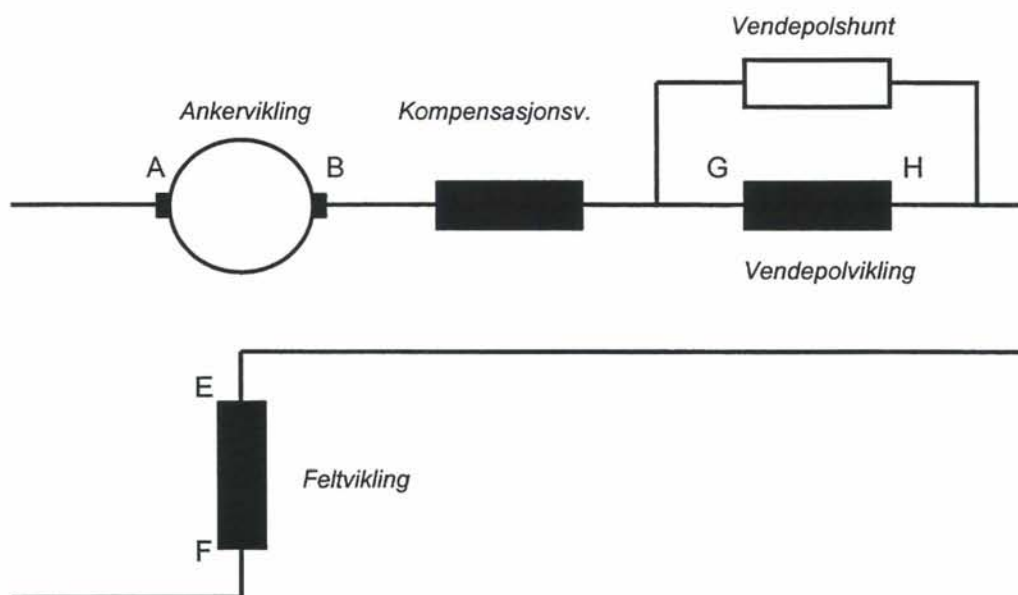 Vendepolshunt
Ankervikling
Kompensasjonsv.
A
B
G
H
Vendepolvikling
E
Feltvikling
F